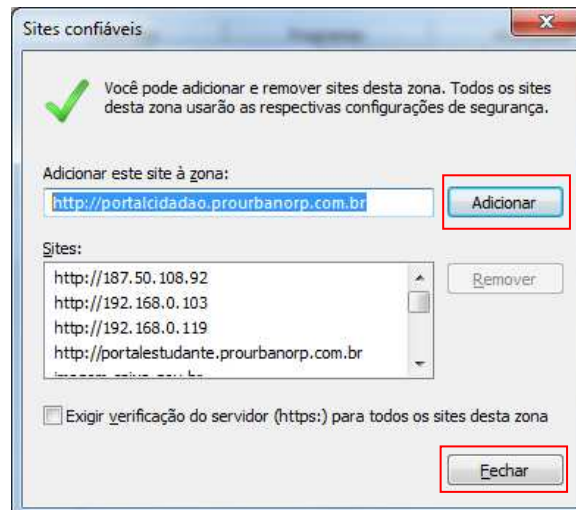 Sites confiáveis
Você pode adicionar e remover sites desta zona. Todos os sites
desta zona usarão as respectivas configurações de segurança.
Adicionar este site à zona:
http://portalcidadao.prourbanorp.com.br
Adicionar
Sites:
http://187.50.108.92
Remover
http://192.168.0.103
http://192.168.0.119
http://portalestudante.prourbanorp.com.br
Exigir verificação do servidor (https:) para todos os sites desta zona
Fechar